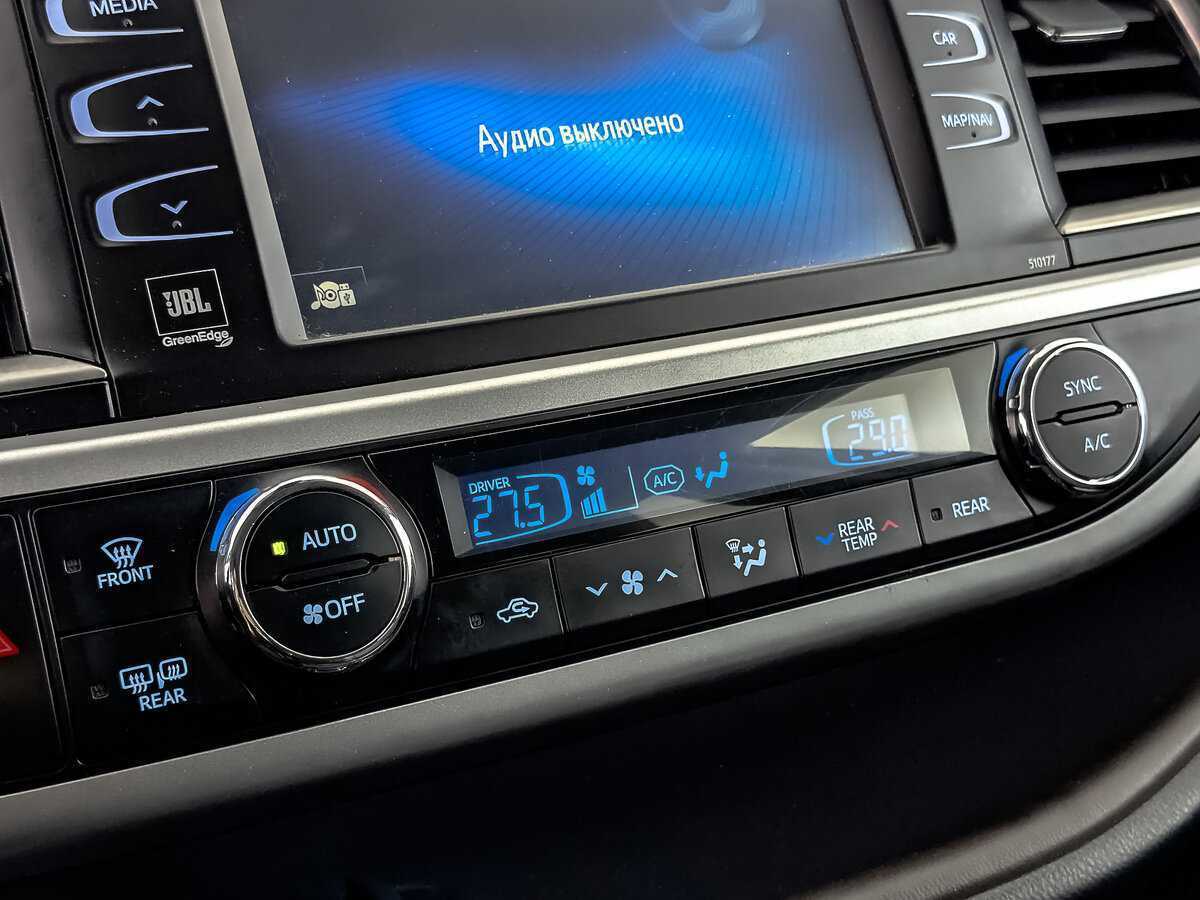 MEDIA
CAR
MAP/NAV
Аудио выключено
510177
JBL
GreenEdge
SYNC
A/C
PASS
29.0
DRIVER
27.5
A/C
AUTO
OFF
FRONT
REAR
REAR
TEMP
REAR